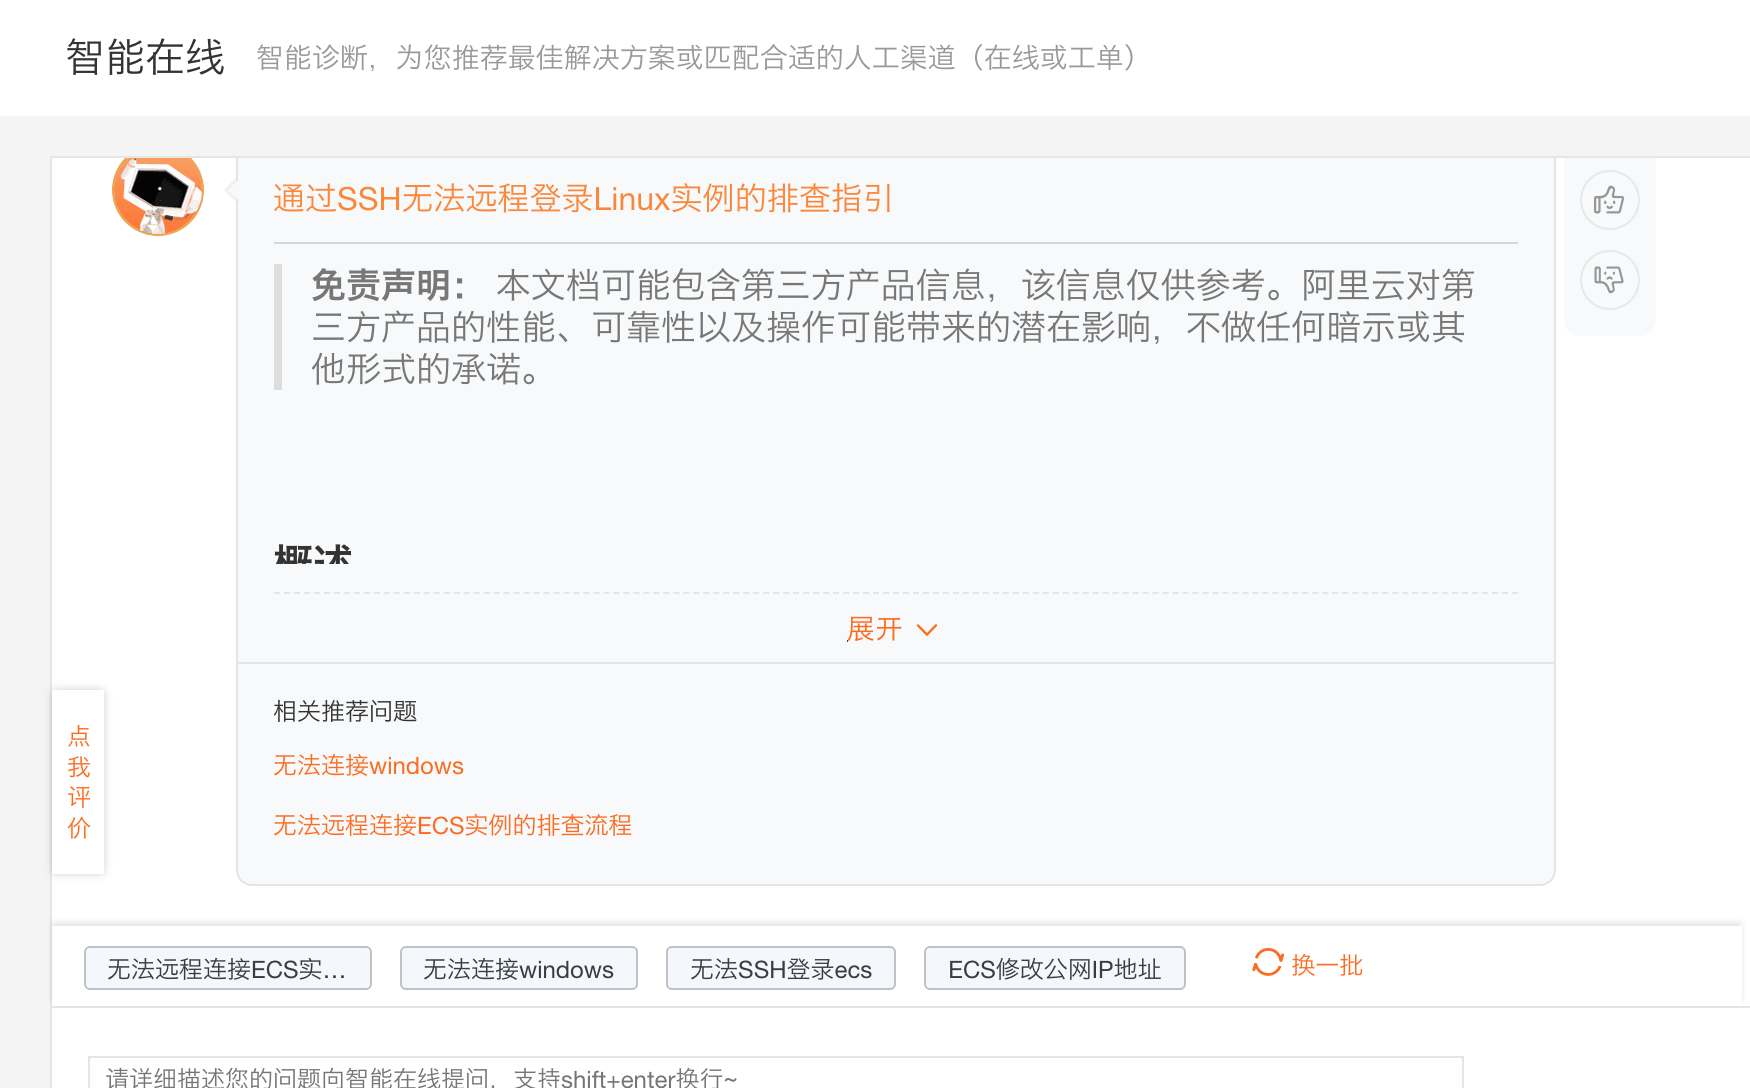 智能在线
智能诊断，为您推荐最佳解决方案或匹配合适的人工渠道（在线或工单）
通过SSH无法远程登录Linux实例的排查指引
免责声明： 本文档可能包含第三方产品信息，该信息仅供参考。阿里云对第
三方产品的性能、可靠性以及操作可能带来的潜在影响，不做任何暗示或其
他形式的承诺。
概述
展开
相关推荐问题
无法连接windows
无法远程连接ECS实例的排查流程
点
我
评
价
无法远程连接ECS实...
无法连接windows
无法SSH登录ecs
ECS修改公网IP地址
换一批
请详细描述您的问题向智能在线提问，支持shift+enter换行~